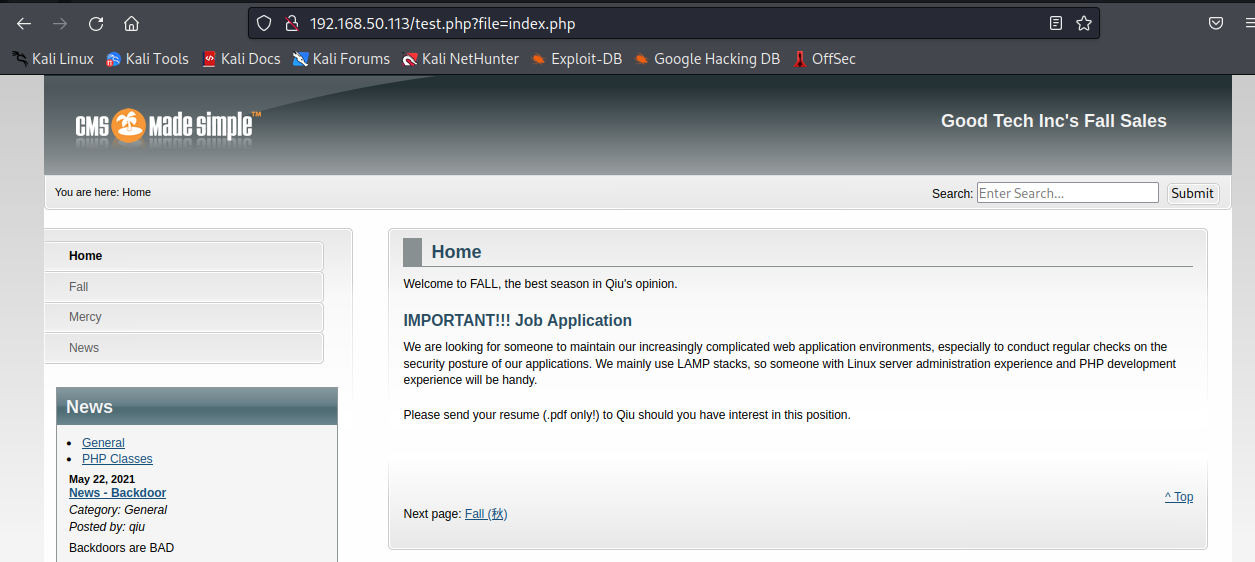 192.168.50.113/test.php?file=index.php
Kali Linux Kali Tools Kali Docs Kali Forums Kali NetHunter Exploit-DB Google Hacking DB OffSec
CMS Made Simple™
Good Tech Inc's Fall Sales
You are here: Home
Search: Enter Search... Submit
Home
Fall
Mercy
News
News
General
PHP Classes
May 22, 2021
News - Backdoor
Category: General
Posted by: qiu
Backdoors are BAD
Home
Welcome to FALL, the best season in Qiu's opinion.
IMPORTANT!!! Job Application
We are looking for someone to maintain our increasingly complicated web application environments, especially to conduct regular checks on the
security posture of our applications. We mainly use LAMP stacks, so someone with Linux server administration experience and PHP development
experience will be handy.
Please send your resume (.pdf only!) to Qiu should you have interest in this position.
^ Top
Next page: Fall (秋)